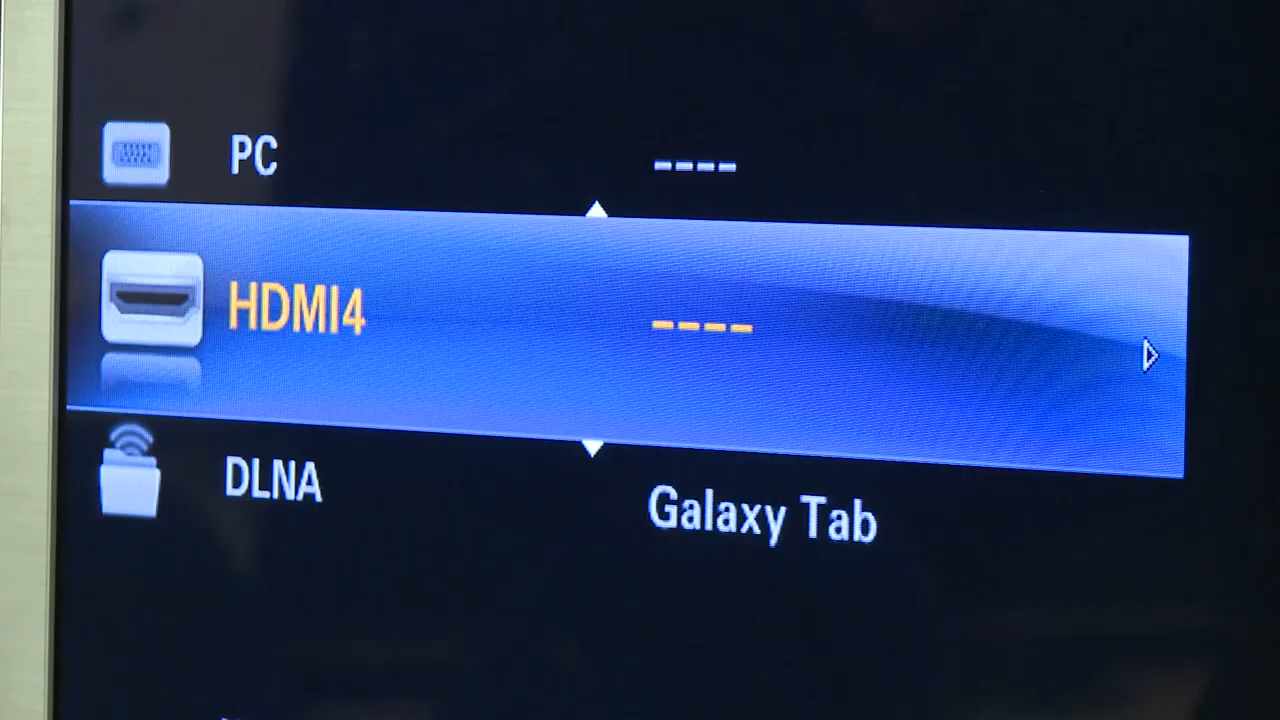 PC ----
HDMI4 ----
DLNA Galaxy Tab